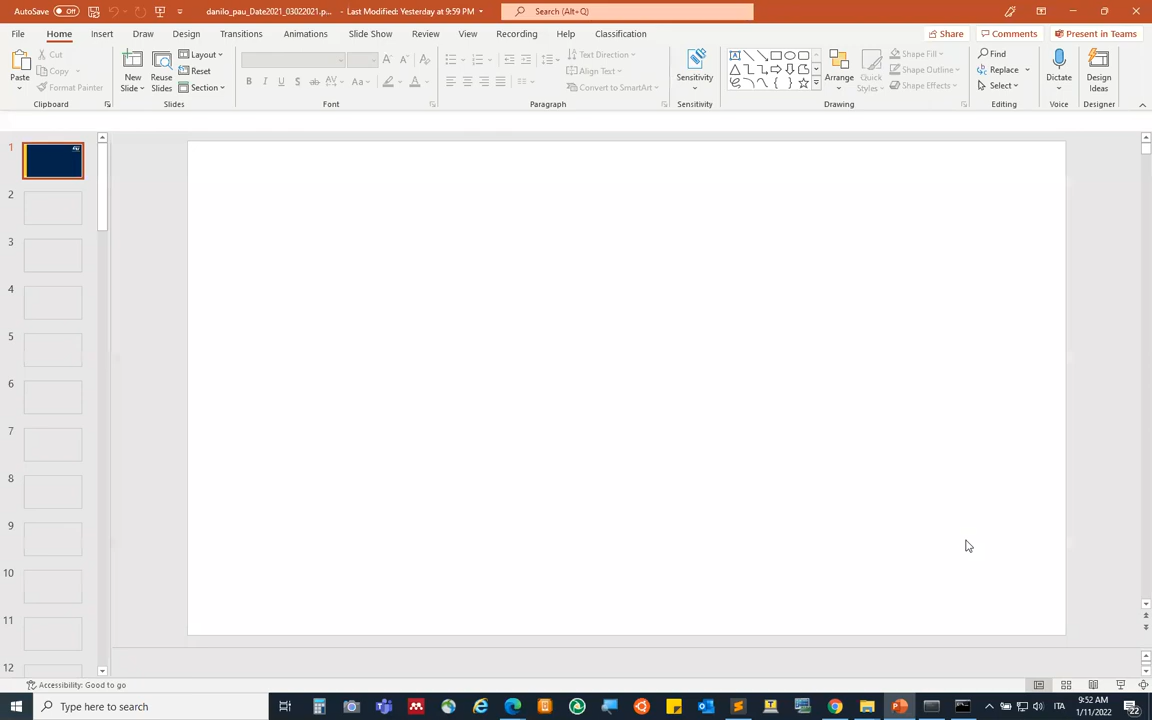 AutoSave Off danilo_pau_Date2021_03022021.p... • Last Modified: Yesterday at 9:59 PM Search (Alt+Q)
File Home Insert Draw Design Transitions Animations Slide Show Review View Recording Help Classification Share Comments Present in Teams
Paste Cut Copy Format Painter Clipboard
New Slide Reuse Slides Layout Reset Section Slides
B I U S ab AV Aa A Font
Text Direction Align Text Convert to SmartArt Paragraph
Sensitivity Sensitivity
Arrange Quick Styles Shape Fill Shape Outline Shape Effects Drawing
Find Replace Select Editing
Dictate Voice
Design Ideas Designer
1
2
3
4
5
6
7
8
9
10
11
12
Accessibility: Good to go
Type here to search
ITA 9:52 AM
1/11/2022 22